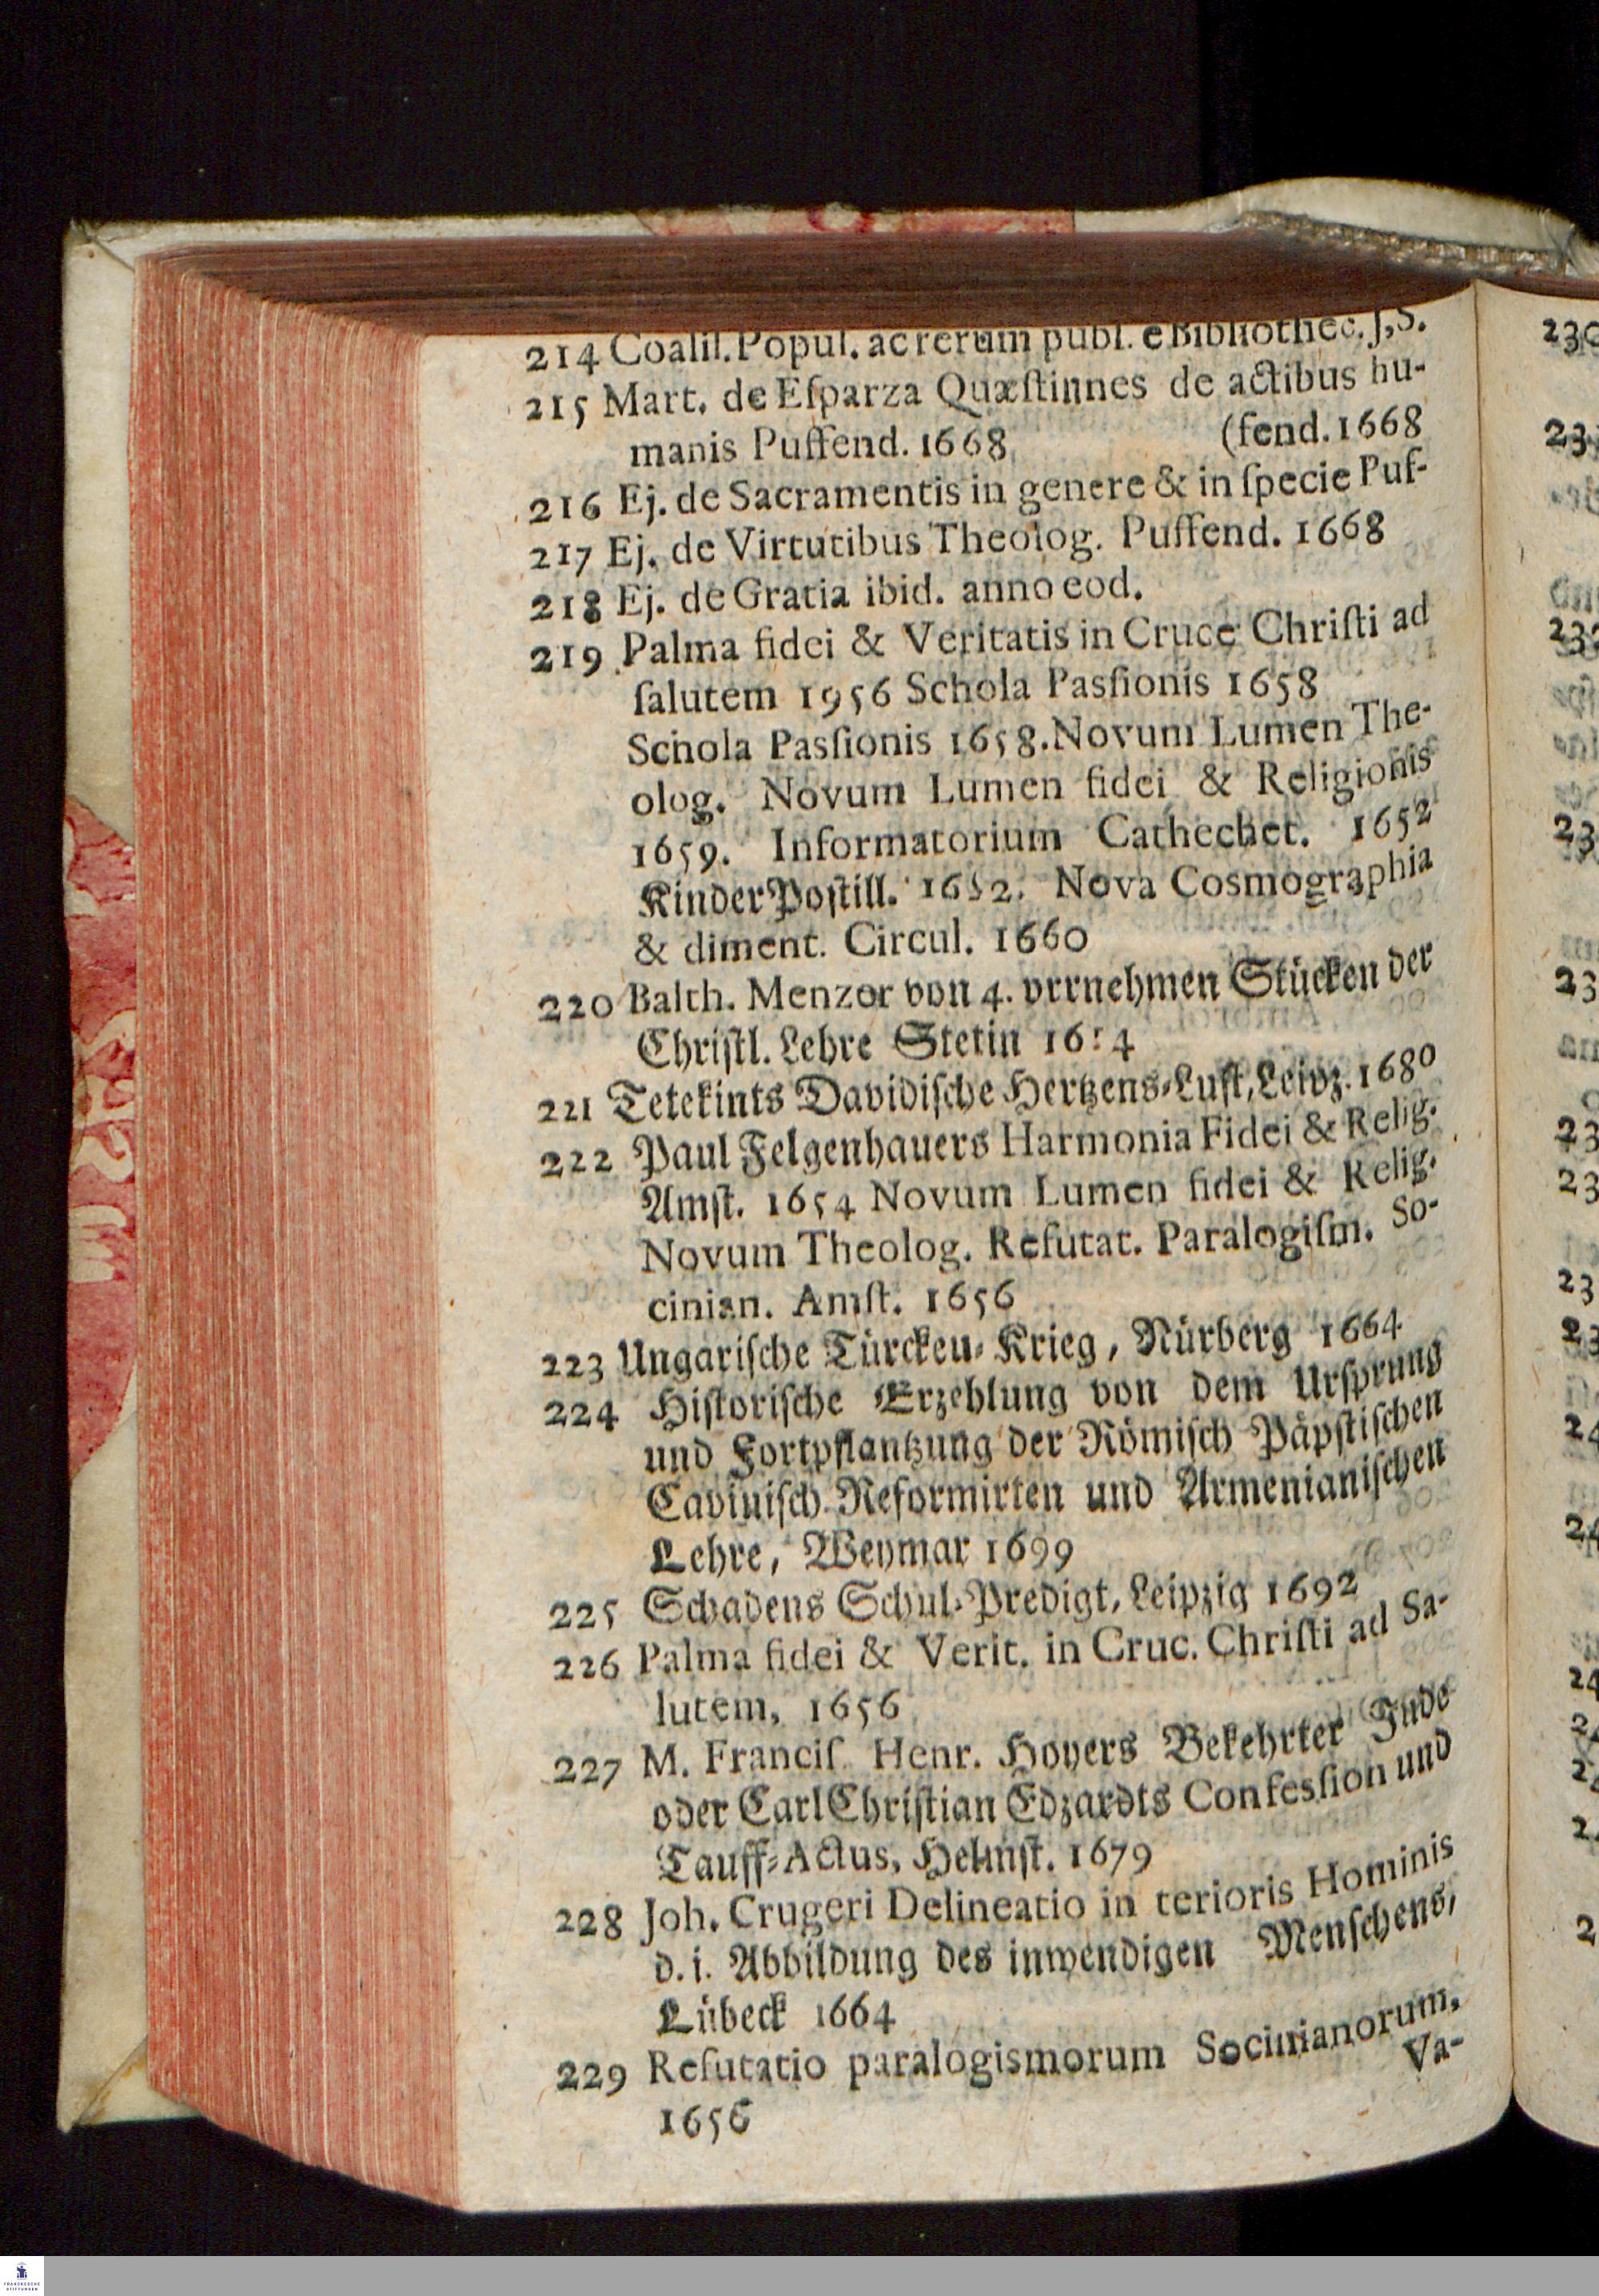 214 Coalil. Popul. ac rerum publ. e Bibliothec. J, S.
215 Mart. de Eſparza Quæſtinnes de actibus hu-
manis Puffend. 1668 (fend. 1668
216 Ej. de Sacramentis in genere & in ſpecie Puf-
217 Ej. de Virtutibus Theolog. Puffend. 1668
218 Ej. de Gratia ibid. anno eod.
219 Palma fidei & Veritatis in Cruce Chriſti ad
ſalutem 1956 Schola Pasſionis 1658
Schola Pasſionis 1658. Novum Lumen The-
olog. Novum Lumen fidei & Religionis
1659. Informatorium Cathechet. 1652
KinderPoſtill. 1652. Nova Cosmographia
& diment. Circul. 1660
220 Balth. Menzer von 4. vrrnehmen Stücken der
Chriſtl. Lehre Stetin 16 4
221 Tetekints Davidiſche Hertzens-Luſt, Leipz. 1680
222 Paul Felgenhauers Harmonia Fidei & Relig.
Amſt. 1654 Novum Lumen fidei & Relig.
Novum Theolog. Refutat. Paralogiſm. So-
cinian. Amſt. 1656
223 Ungariſche Türcken-Krieg, Nürberg 1664
224 Hiſtoriſche Erzehlung von dem Urſprung
und Fortpflantzung der Römiſch Päpſtiſchen
Caviniſch-Reformirten und Armenianiſchen
Lehre, Weymar 1699
225 Schadens Schul-Predigt, Leipzig 1692
226 Palma fidei & Verit. in Cruc. Chriſti ad Sa-
lutem, 1656
227 M. Franciſ. Henr. Hoyers Bekehrter Jude
oder Carl Chriſtian Edzardts Confesſion und
Tauff-Actus, Helmſt. 1679
228 Joh. Crugeri Delineatio in terioris Hominis
d. i. Abbildung des inwendigen Menſchens,
Lübeck 1664
229 Refutatio paralogismorum Socinianorum,
1656 Va-
FRANCKESCHE
STIFTUNGEN